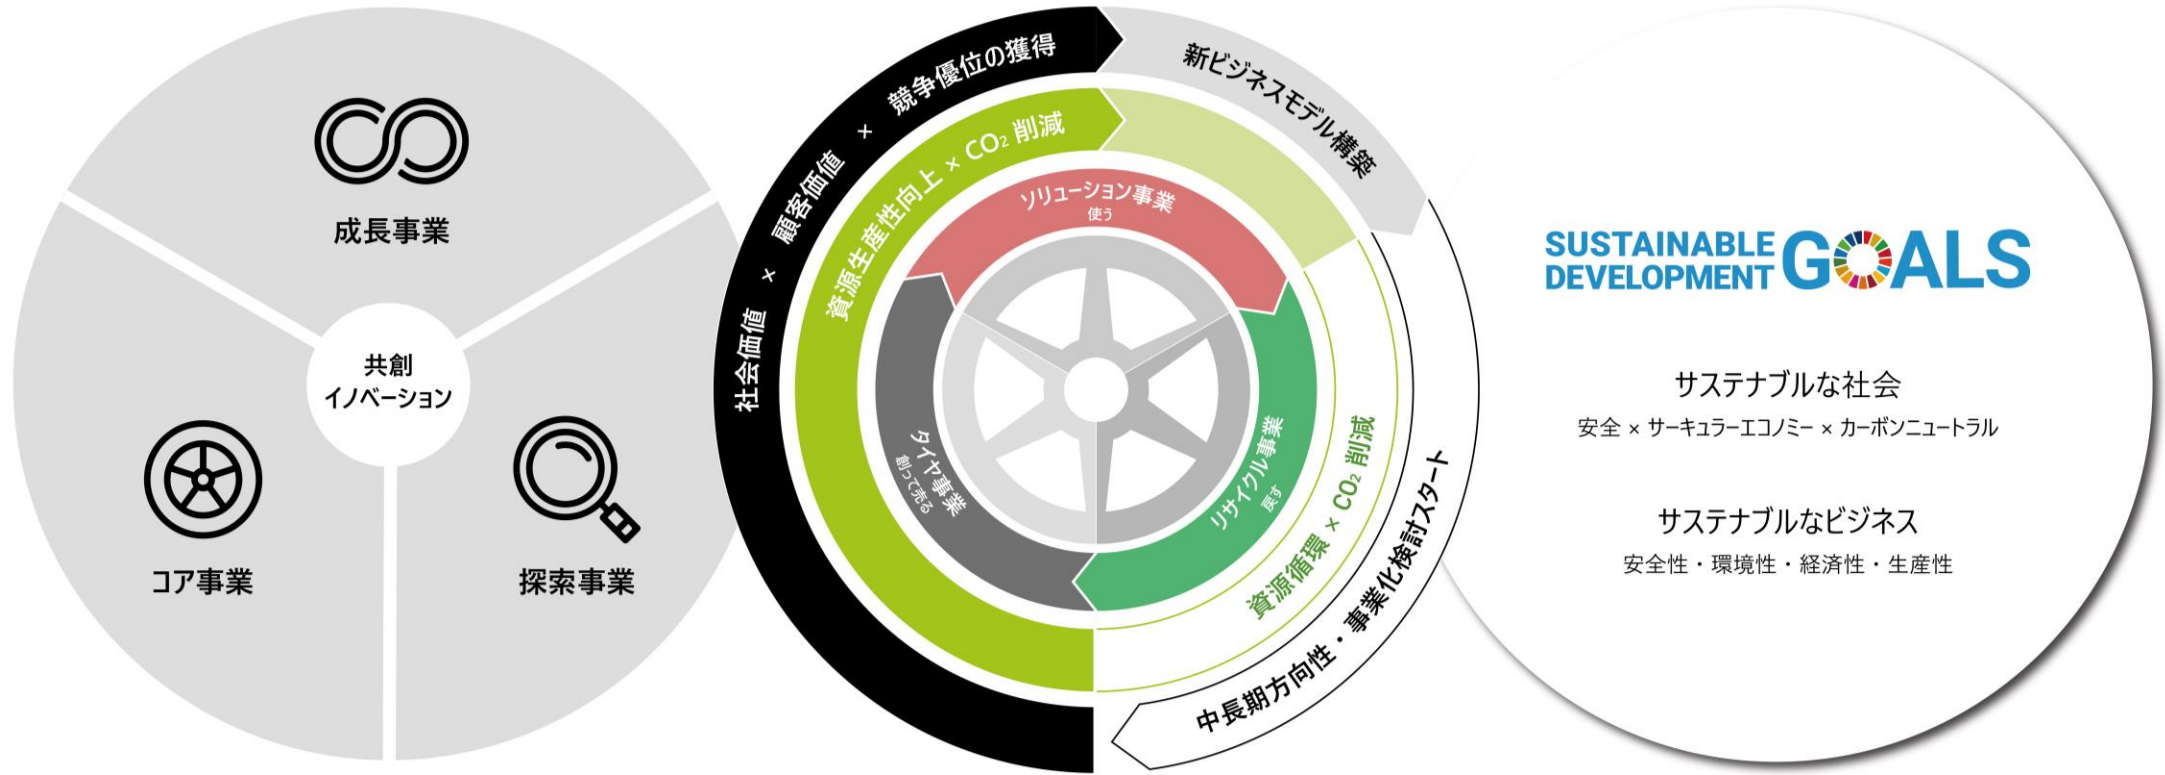 成長事業
共創
イノベーション
コア事業
探索事業
社会価値 × 顧客価値 × 競争優位の獲得
新ビジネスモデル構築
中長期方向性・事業化検討スタート
資源生産性向上 × CO₂ 削減
資源循環 × CO₂ 削減
ソリューション事業
使う
タイヤ事業
創って売る
リサイクル事業
戻す
SUSTAINABLE
DEVELOPMENT
GOALS
サステナブルな社会
安全 × サーキュラーエコノミー × カーボンニュートラル
サステナブルなビジネス
安全性・環境性・経済性・生産性